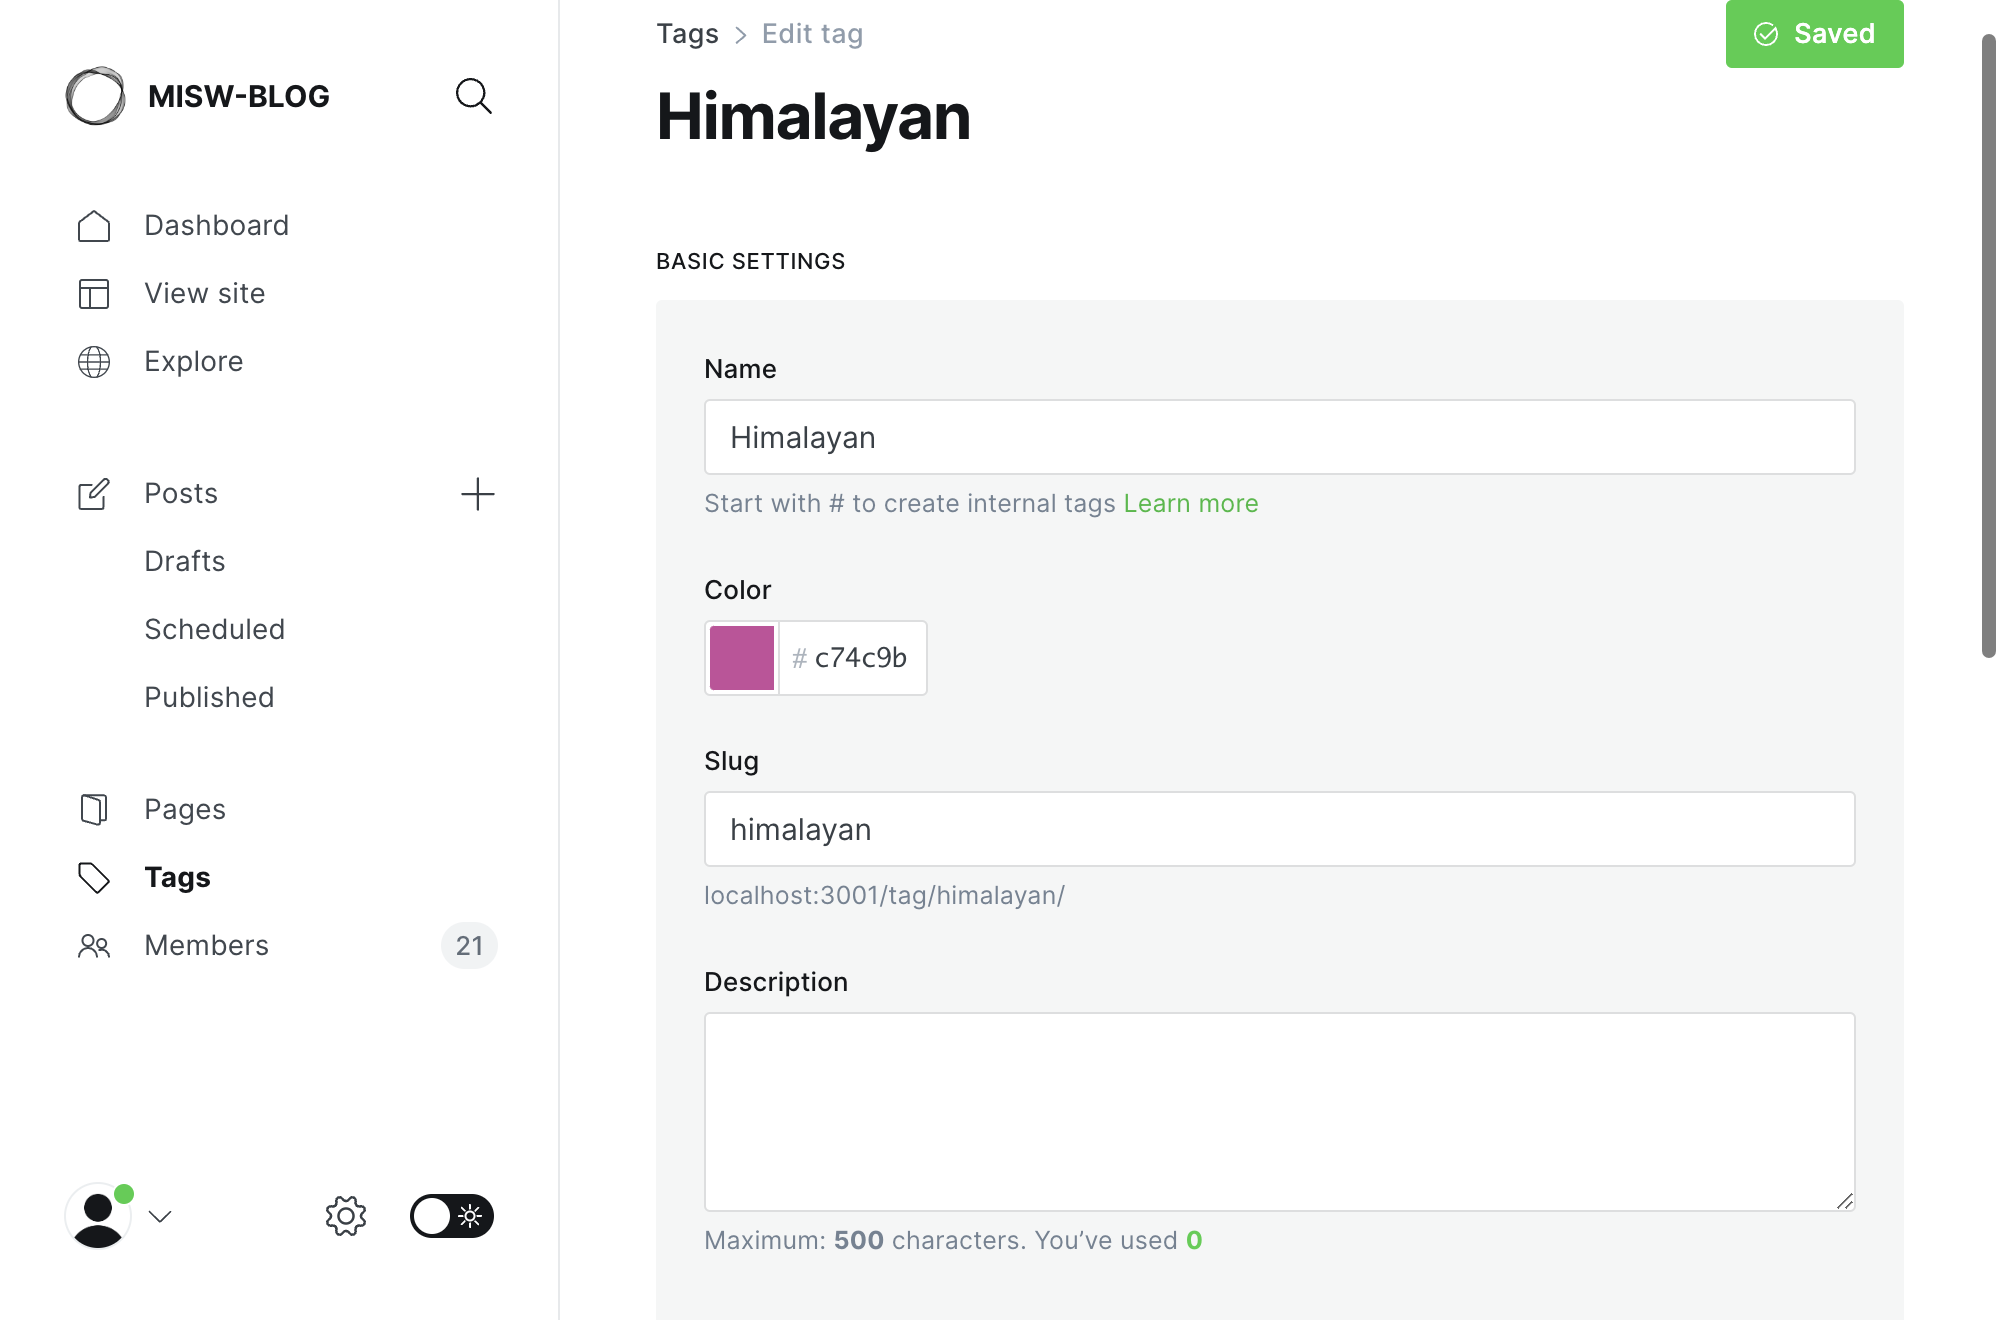 MISW-BLOG
Dashboard
View site
Explore
Posts
Drafts
Scheduled
Published
Pages
Tags
Members 21
Tags > Edit tag
Saved
Himalayan
BASIC SETTINGS
Name
Himalayan
Start with # to create internal tags Learn more
Color
# c74c9b
Slug
himalayan
localhost:3001/tag/himalayan/
Description
Maximum: 500 characters. You’ve used 0